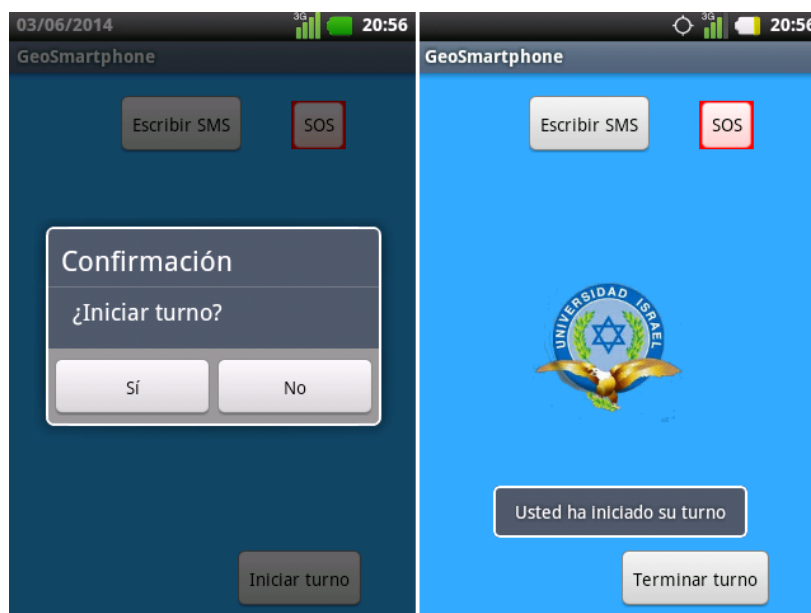 03/06/2014
3G
20:56
GeoSmartphone
Escribir SMS
SOS
Confirmación
¿Iniciar turno?
Sí
No
Iniciar turno
3G
20:56
GeoSmartphone
Escribir SMS
SOS
UNIVERSIDAD ISRAEL
Usted ha iniciado su turno
Terminar turno